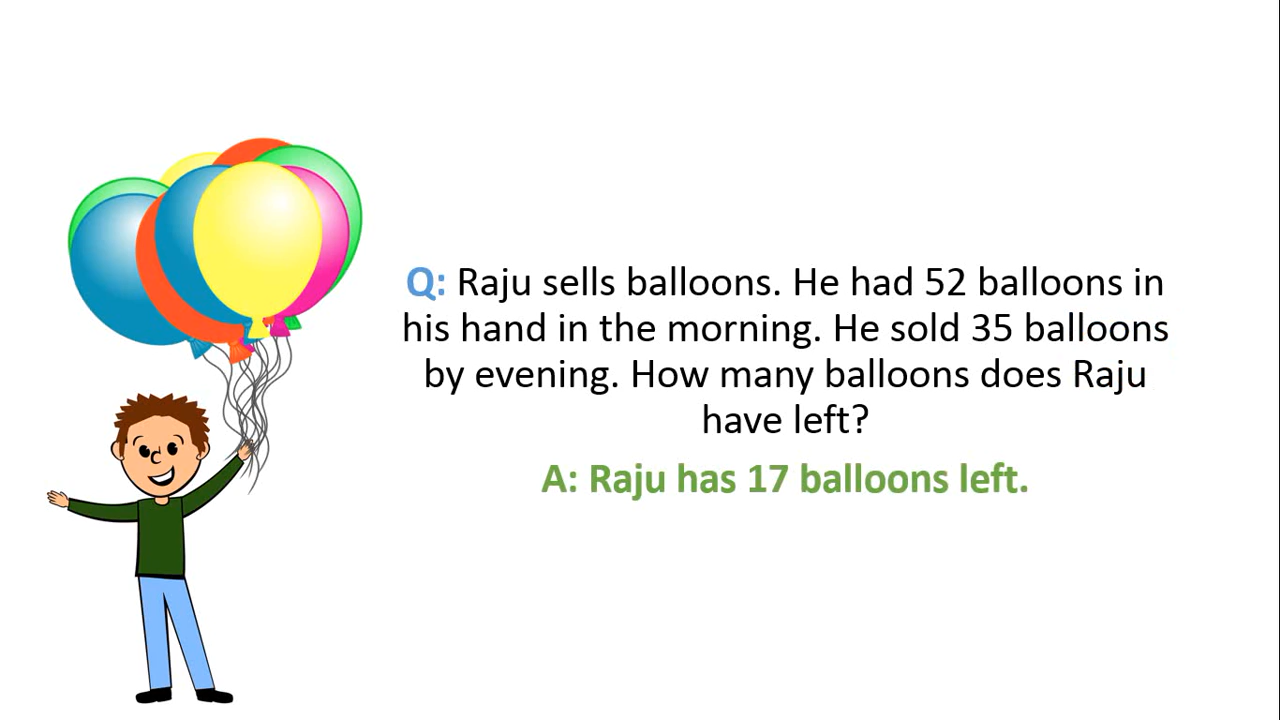 Q: Raju sells balloons. He had 52 balloons in
his hand in the morning. He sold 35 balloons
by evening. How many balloons does Raju
have left?
A: Raju has 17 balloons left.